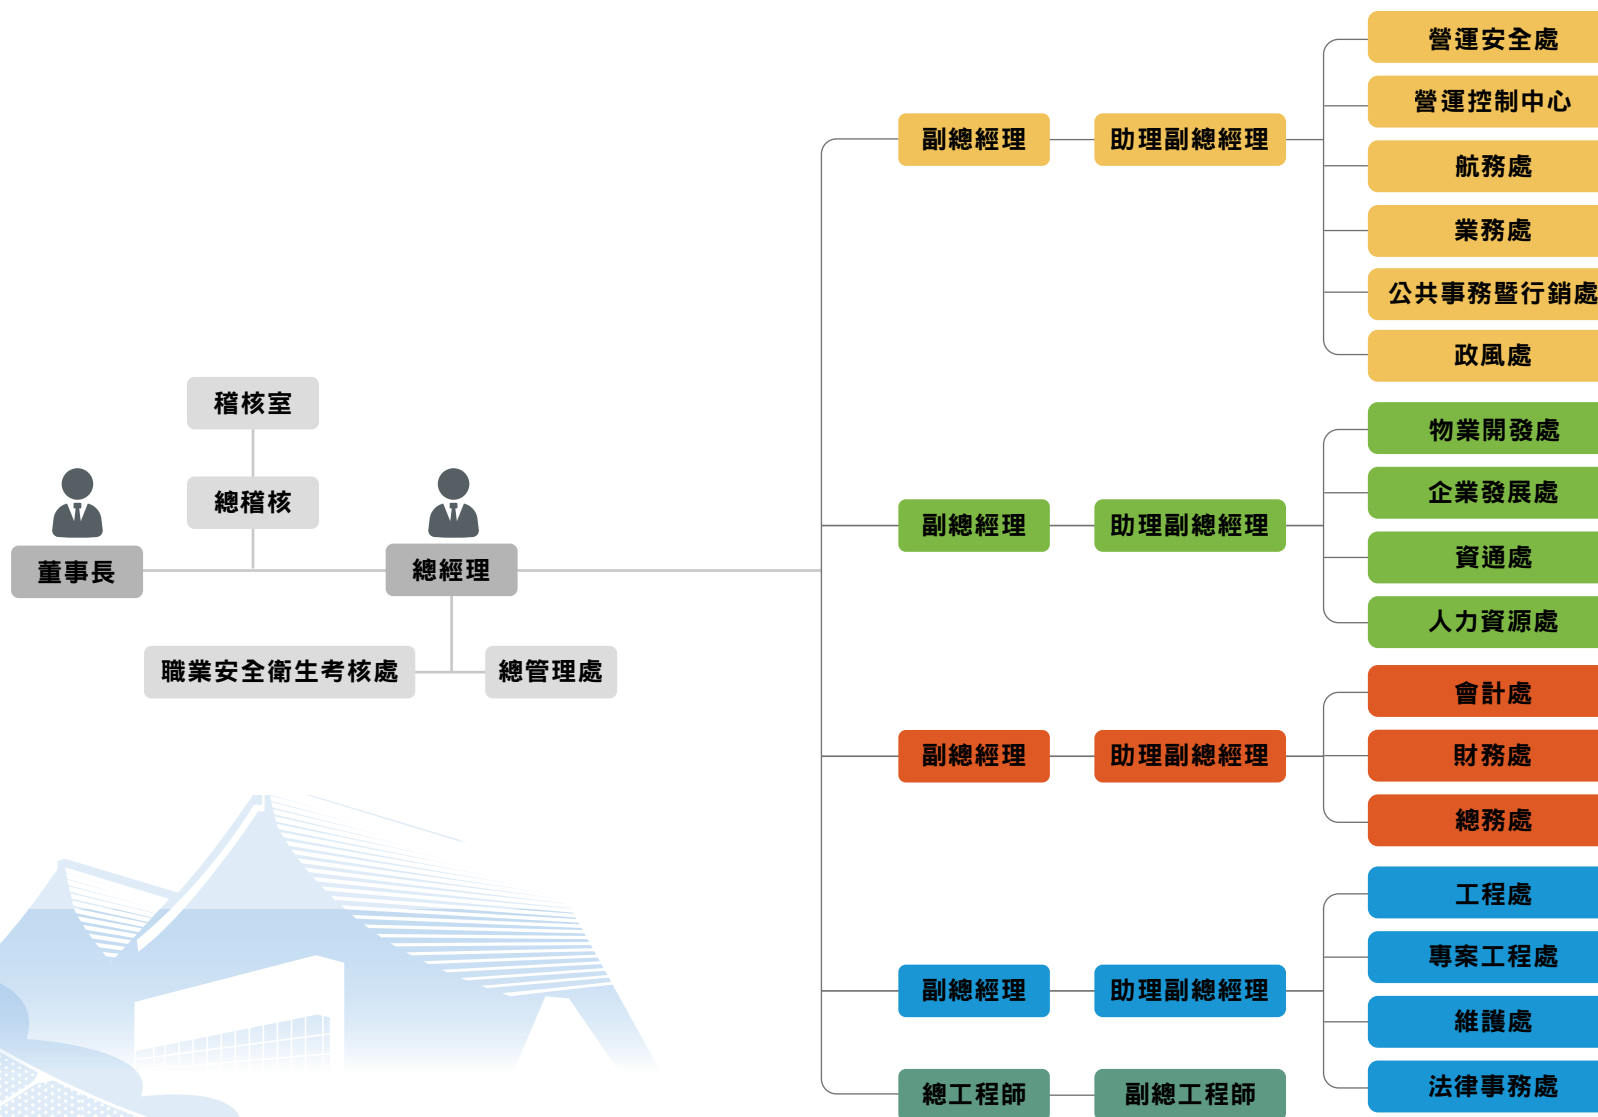 董事長
稽核室
總稽核
總經理
職業安全衛生考核處
總管理處
副總經理
助理副總經理
營運安全處
營運控制中心
航務處
業務處
公共事務暨行銷處
政風處
副總經理
助理副總經理
物業開發處
企業發展處
資通處
人力資源處
副總經理
助理副總經理
會計處
財務處
總務處
副總經理
助理副總經理
工程處
專案工程處
維護處
法律事務處
總工程師
副總工程師